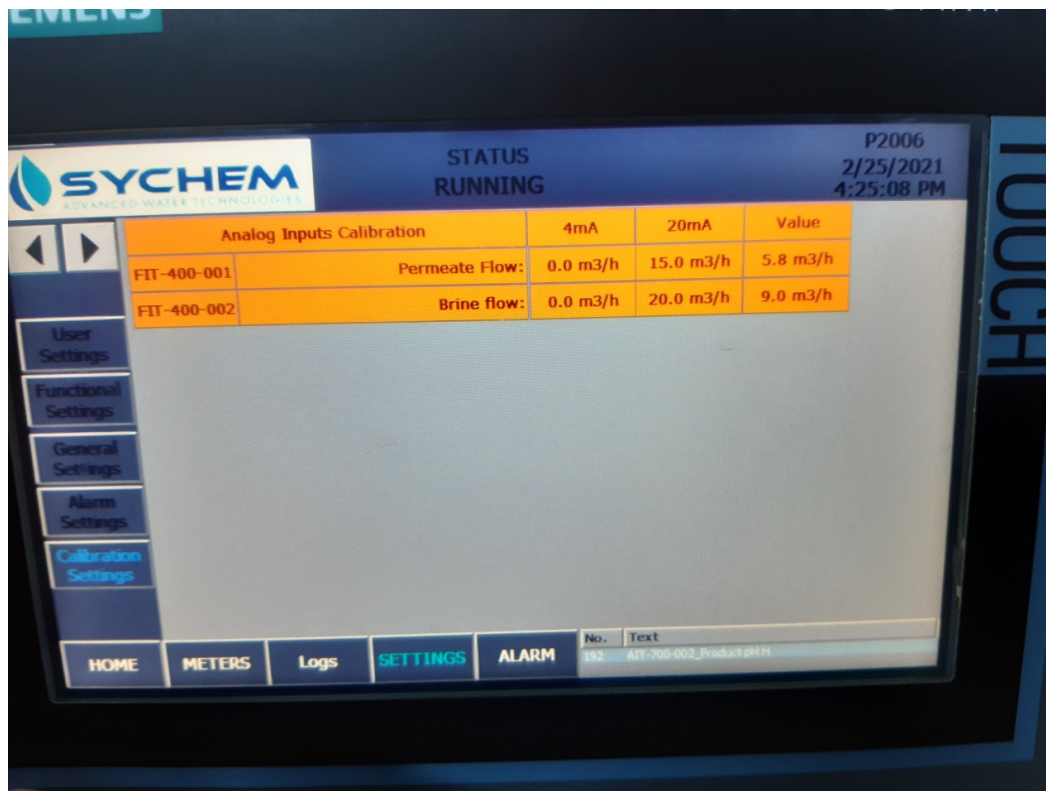 SYCHEM
ADVANCED WATER TECHNOLOGIES
STATUS
RUNNING
P2006
2/25/2021
4:25:08 PM
Analog Inputs Calibration 4mA 20mA Value
FIT-400-001 Permeate Flow: 0.0 m3/h 15.0 m3/h 5.8 m3/h
FIT-400-002 Brine flow: 0.0 m3/h 20.0 m3/h 9.0 m3/h
User
Settings
Functional
Settings
General
Settings
Alarm
Settings
Calibration
Settings
HOME METERS Logs SETTINGS ALARM
No. Text
192 AIT-700-002_Product pH H
TOUCH